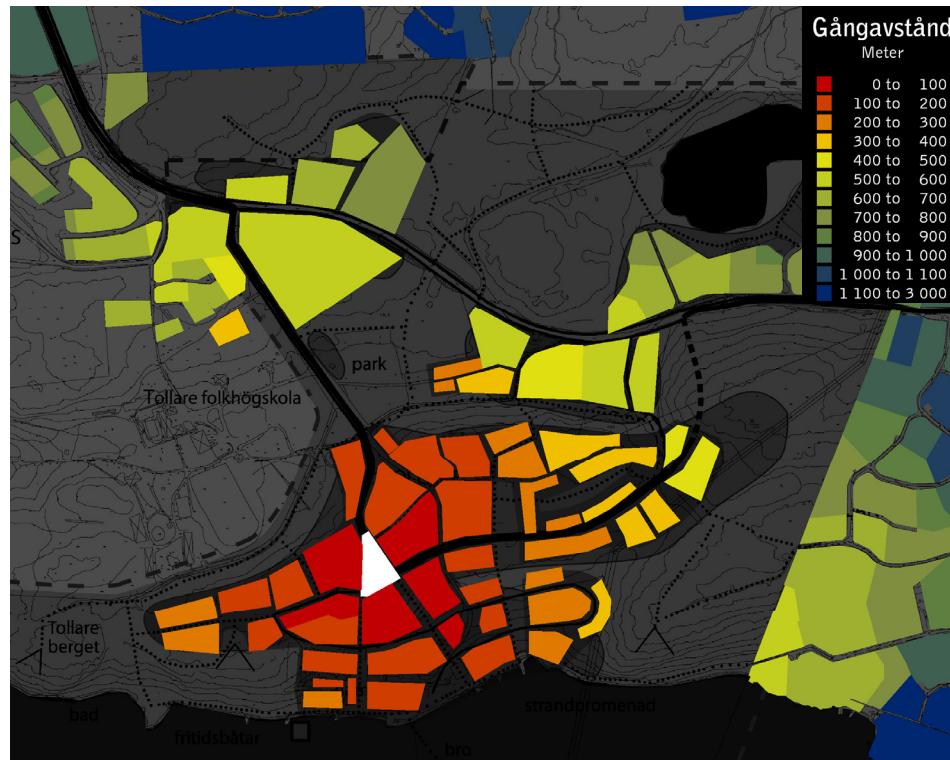 Gångavstånd
Meter
0 to 100
100 to 200
200 to 300
300 to 400
400 to 500
500 to 600
600 to 700
700 to 800
800 to 900
900 to 1 000
1 000 to 1 100
1 100 to 3 000
S
park
Tollare folkhögskola
Tollare
berget
bad
strandpromenad
fritidsbåtar
bro